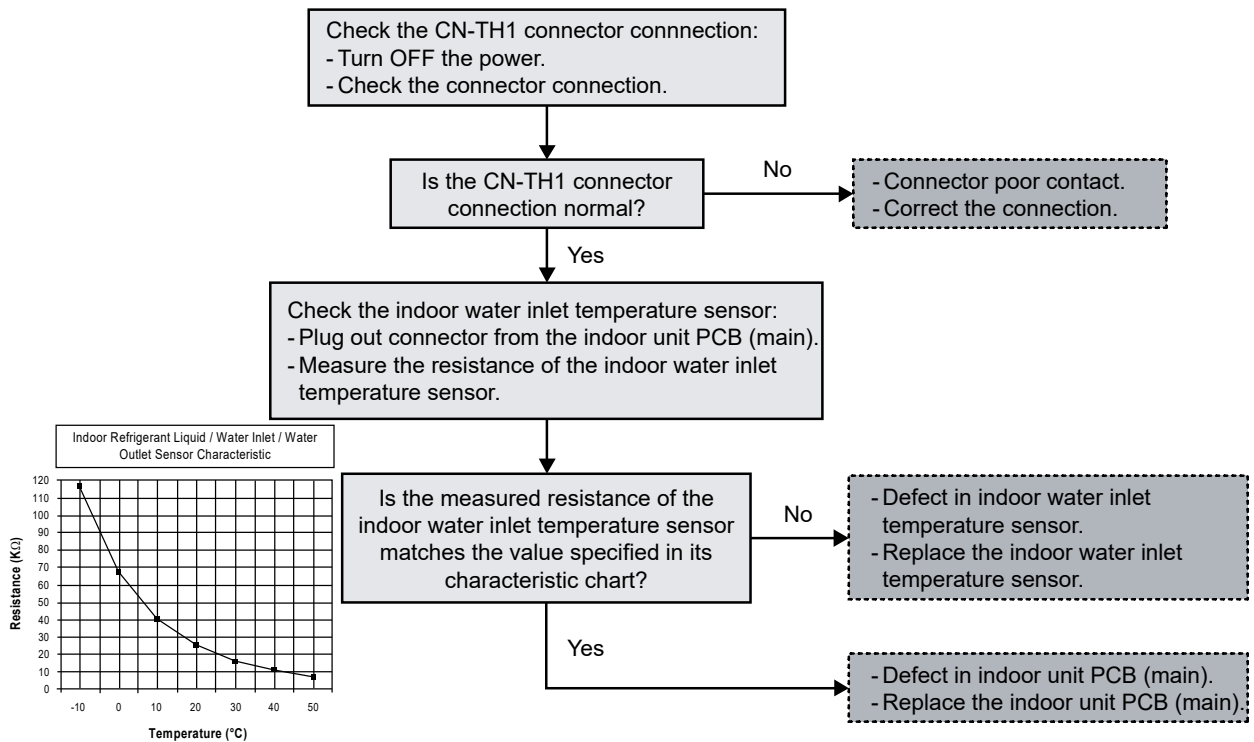 Check the CN-TH1 connector connnection:
- Turn OFF the power.
- Check the connector connection.
Is the CN-TH1 connector
connection normal?
No
- Connector poor contact.
- Correct the connection.
Yes
Check the indoor water inlet temperature sensor:
- Plug out connector from the indoor unit PCB (main).
- Measure the resistance of the indoor water inlet
temperature sensor.
Indoor Refrigerant Liquid / Water Inlet / Water
Outlet Sensor Characteristic
120
110
100
90
80
70
60
50
40
30
20
10
0
Resistance (KΩ)
-10 0 10 20 30 40 50
Temperature (°C)
Is the measured resistance of the
indoor water inlet temperature sensor
matches the value specified in its
characteristic chart?
No
- Defect in indoor water inlet
temperature sensor.
- Replace the indoor water inlet
temperature sensor.
Yes
- Defect in indoor unit PCB (main).
- Replace the indoor unit PCB (main).